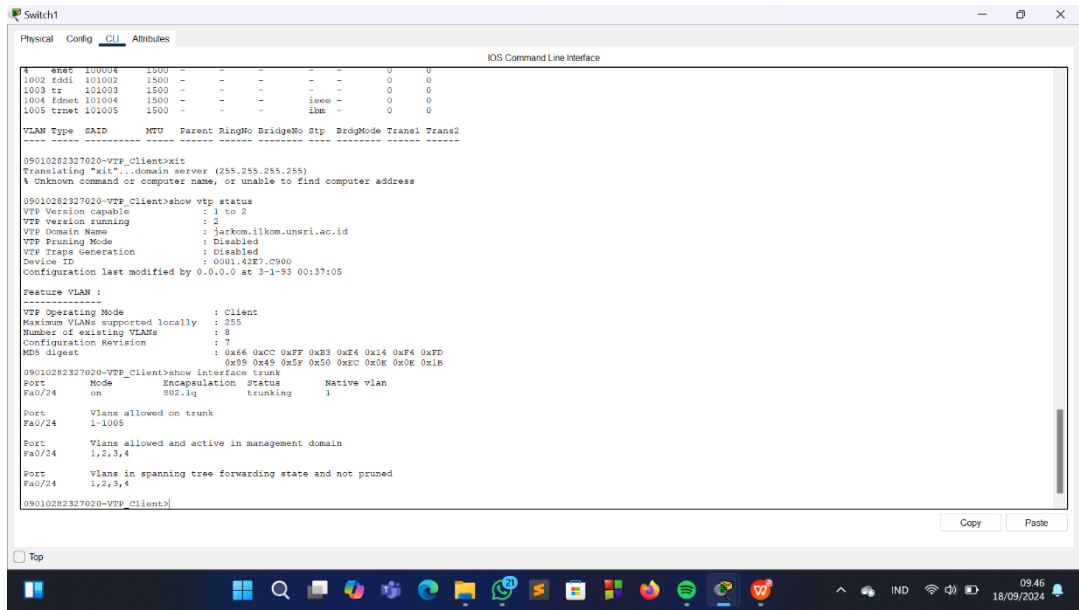 Switch1
Physical Config CLI Attributes
IOS Command Line Interface
4 enet 100004 1500 - - - - - 0 0
1002 fddi 101002 1500 - - - - - 0 0
1003 tr 101003 1500 - - - - - 0 0
1004 fdnet 101004 1500 - - - ieee - 0 0
1005 trnet 101005 1500 - - - ibm - 0 0
VLAN Type SAID MTU Parent RingNo BridgeNo Stp BrdgMode Trans1 Trans2
---- ----- ---------- ----- ------ ------ -------- ---- -------- ------ ------
09010282327020-VTP_Client>xit
Translating "xit"...domain server (255.255.255.255)
% Unknown command or computer name, or unable to find computer address
09010282327020-VTP_Client>show vtp status
VTP Version capable : 1 to 2
VTP version running : 2
VTP Domain Name : jarkom.ilkom.unsri.ac.id
VTP Pruning Mode : Disabled
VTP Traps Generation : Disabled
Device ID : 0001.42E7.C900
Configuration last modified by 0.0.0.0 at 3-1-93 00:37:05
Feature VLAN :
--------------
VTP Operating Mode : Client
Maximum VLANs supported locally : 255
Number of existing VLANs : 8
Configuration Revision : 7
MD5 digest : 0x66 0xCC 0xFF 0xB3 0xE4 0x14 0xF4 0xFD
0x89 0x49 0x5F 0x50 0xEC 0x0E 0x0E 0x1B
09010282327020-VTP_Client>show interface trunk
Port Mode Encapsulation Status Native vlan
Fa0/24 on 802.1q trunking 1
Port Vlans allowed on trunk
Fa0/24 1-1005
Port Vlans allowed and active in management domain
Fa0/24 1,2,3,4
Port Vlans in spanning tree forwarding state and not pruned
Fa0/24 1,2,3,4
09010282327020-VTP_Client>
Copy Paste
Top
21
IND
09.46
18/09/2024